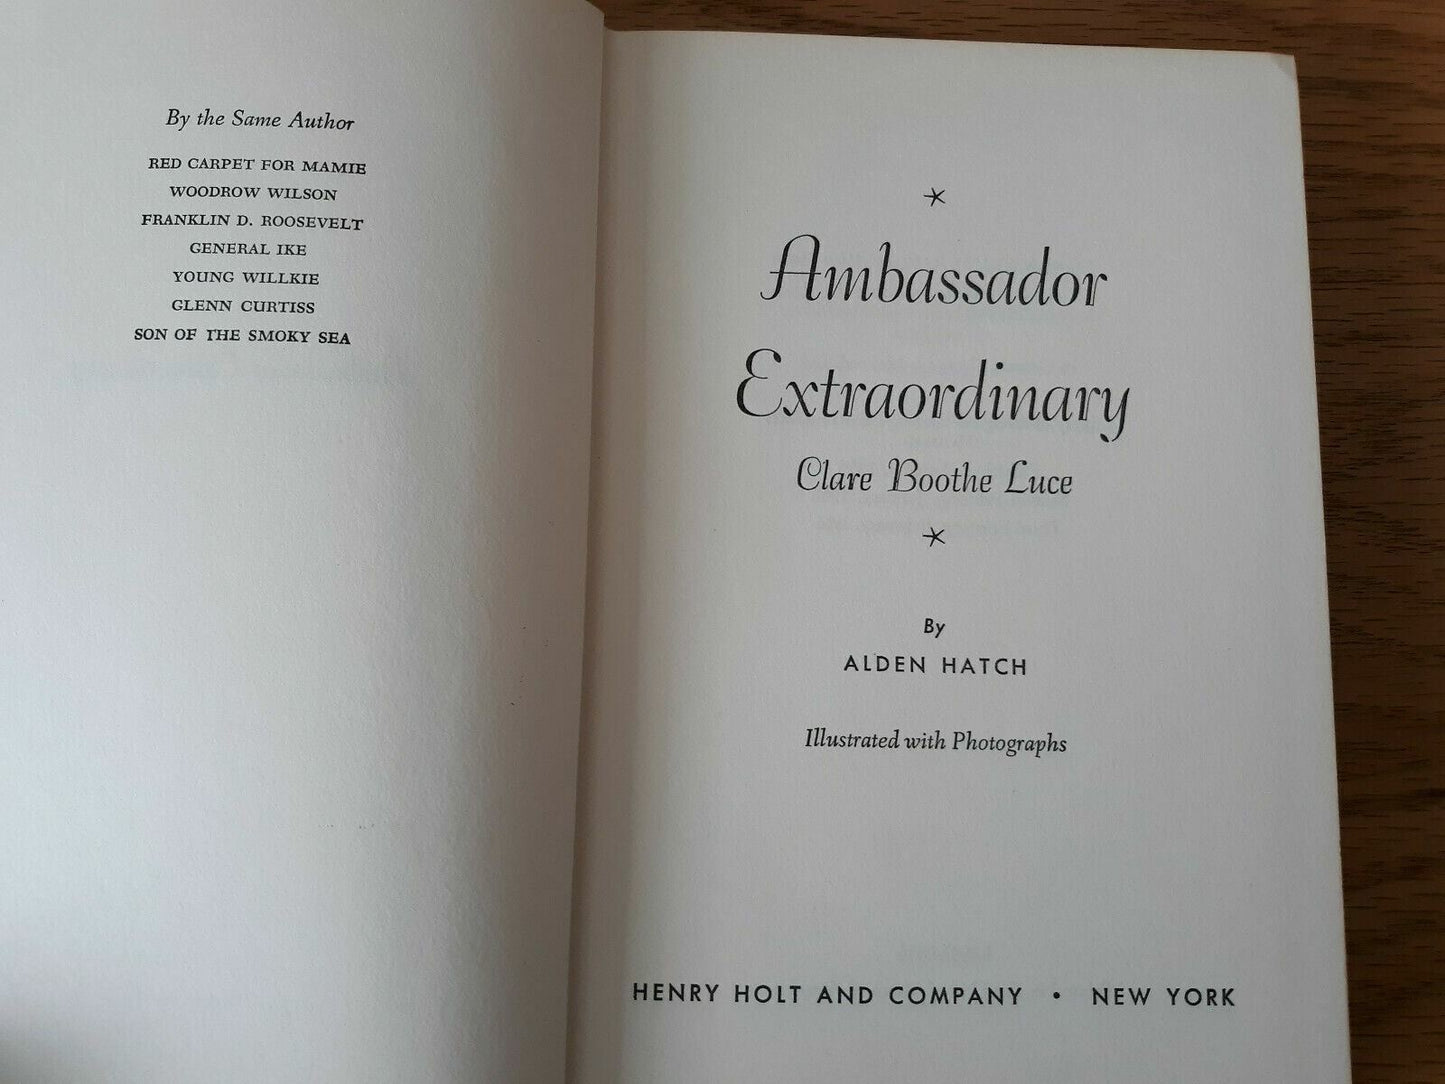 By the Same Author
RED CARPET FOR MAMIE
WOODROW WILSON
FRANKLIN D. ROOSEVELT
GENERAL IKE
YOUNG WILLKIE
GLENN CURTISS
SON OF THE SMOKY SEA
Ambassador
Extraordinary
Clare Boothe Luce
By
ALDEN HATCH
Illustrated with Photographs
HENRY HOLT AND COMPANY • NEW YORK